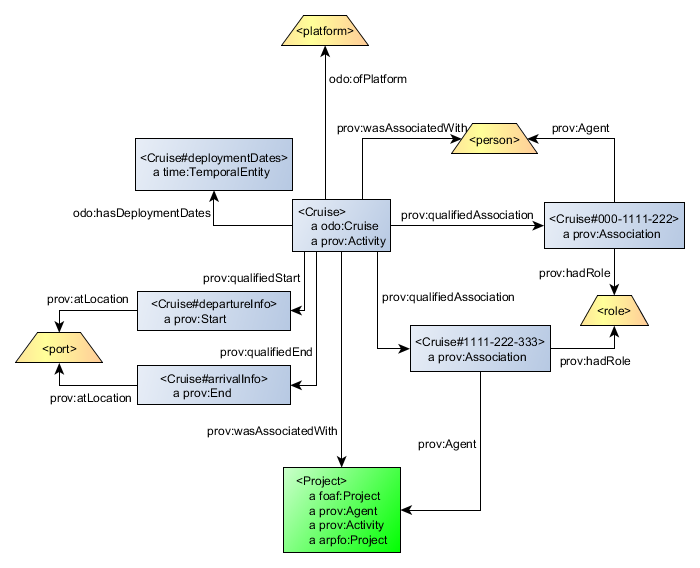 <platform>
odo:ofPlatform
prov:wasAssociatedWith
<person>
prov:Agent
<Cruise#deploymentDates>
a time:TemporalEntity
odo:hasDeploymentDates
<Cruise>
a odo:Cruise
a prov:Activity
prov:qualifiedAssociation
<Cruise#000-1111-222>
a prov:Association
prov:hadRole
<role>
prov:qualifiedStart
prov:atLocation
<Cruise#departureInfo>
a prov:Start
prov:qualifiedAssociation
<port>
prov:qualifiedEnd
<Cruise#1111-222-333>
a prov:Association
prov:hadRole
<Cruise#arrivalInfo>
a prov:End
prov:atLocation
prov:wasAssociatedWith
prov:Agent
<Project>
a foaf:Project
a prov:Agent
a prov:Activity
a arpfo:Project